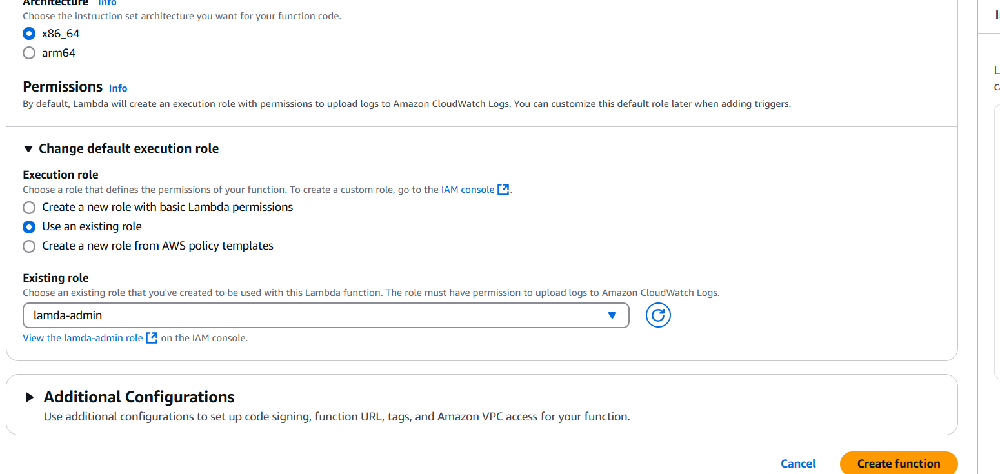 Architecture Info
Choose the instruction set architecture you want for your function code.
x86_64
arm64
Permissions Info
By default, Lambda will create an execution role with permissions to upload logs to Amazon CloudWatch Logs. You can customize this default role later when adding triggers.
Change default execution role
Execution role
Choose a role that defines the permissions of your function. To create a custom role, go to the IAM console.
Create a new role with basic Lambda permissions
Use an existing role
Create a new role from AWS policy templates
Existing role
Choose an existing role that you've created to be used with this Lambda function. The role must have permission to upload logs to Amazon CloudWatch Logs.
lamda-admin
View the lamda-admin role on the IAM console.
Additional Configurations
Use additional configurations to set up code signing, function URL, tags, and Amazon VPC access for your function.
Cancel Create function